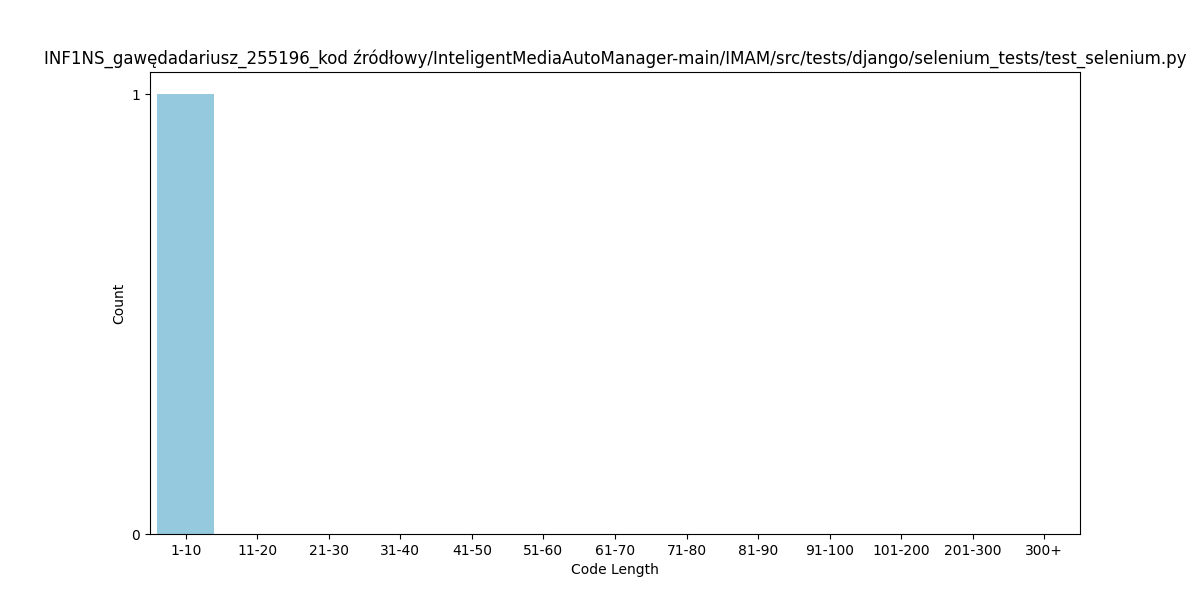 INF1NS_gawędadariusz_255196_kod źródłowy/InteligentMediaAutoManager-main/IMAM/src/tests/django/selenium_tests/test_selenium.py
1
Count
0
1-10 11-20 21-30 31-40 41-50 51-60 61-70 71-80 81-90 91-100 101-200 201-300 300+
Code Length